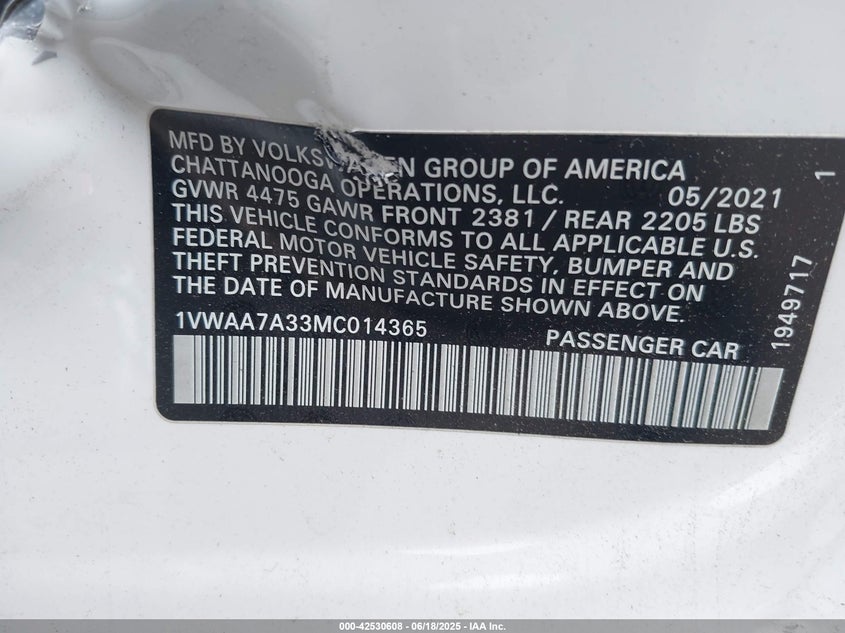 MFD BY VOLKSWAGEN GROUP OF AMERICA
CHATTANOOGA OPERATIONS, LLC. 05/2021
GVWR 4475 GAWR FRONT 2381 / REAR 2205 LBS
THIS VEHICLE CONFORMS TO ALL APPLICABLE U.S.
FEDERAL MOTOR VEHICLE SAFETY, BUMPER AND
THEFT PREVENTION STANDARDS IN EFFECT ON
THE DATE OF MANUFACTURE SHOWN ABOVE.
1VWAA7A33MC014365 PASSENGER CAR
1949717 1
000-42530608 - 06/18/2025 - IAA Inc.